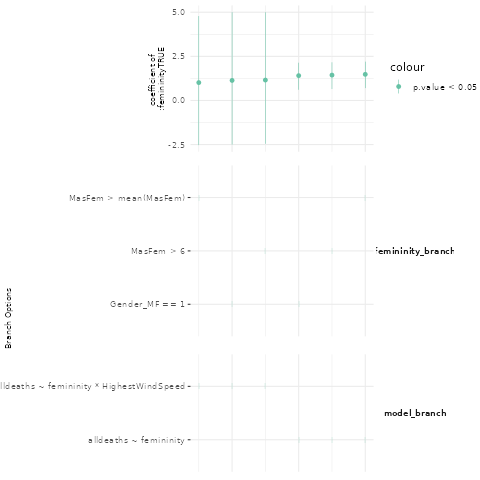 5.0
2.5
0.0
-2.5
coefficient of
:femininityTRUE
colour
p.value < 0.05
MasFem > mean(MasFem)
MasFem > 6
Gender_MF == 1
femininity_branch
Branch Options
lldeaths ~ femininity * HighestWindSpeed
alldeaths ~ femininity
model_branch